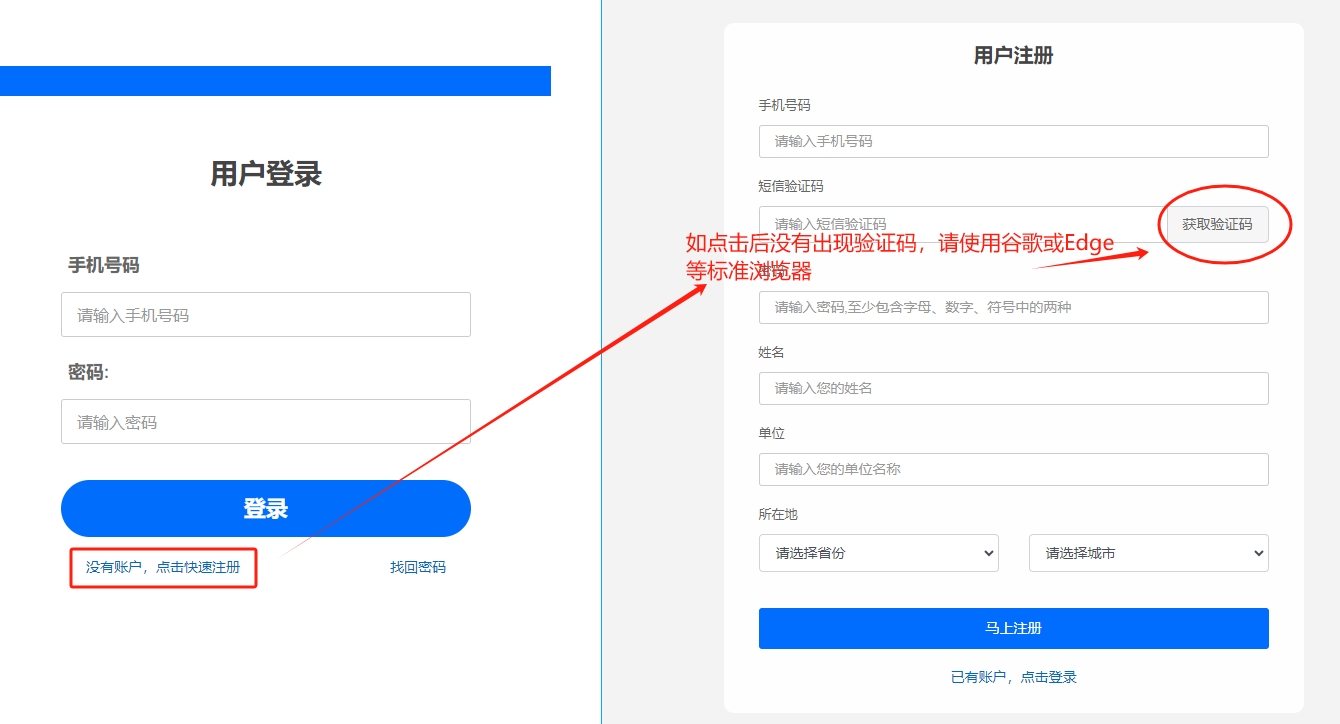 用户登录
手机号码
请输入手机号码
密码:
请输入密码
登录
没有账户，点击快速注册
找回密码
用户注册
手机号码
请输入手机号码
短信验证码
请输入短信验证码
获取验证码
如点击后没有出现验证码，请使用谷歌或Edge
等标准浏览器
请输入密码,至少包含字母、数字、符号中的两种
姓名
请输入您的姓名
单位
请输入您的单位名称
所在地
请选择省份
请选择城市
马上注册
已有账户，点击登录